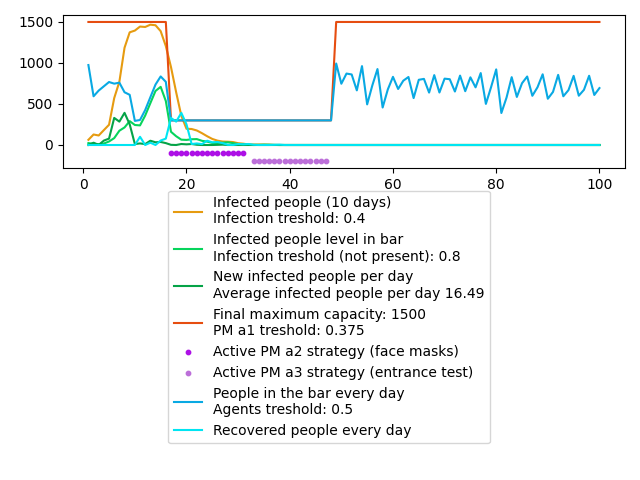 1500
1000
500
0
0 20 40 60 80 100
Infected people (10 days)
Infection treshold: 0.4
Infected people level in bar
Infection treshold (not present): 0.8
New infected people per day
Average infected people per day 16.49
Final maximum capacity: 1500
PM a1 treshold: 0.375
Active PM a2 strategy (face masks)
Active PM a3 strategy (entrance test)
People in the bar every day
Agents treshold: 0.5
Recovered people every day